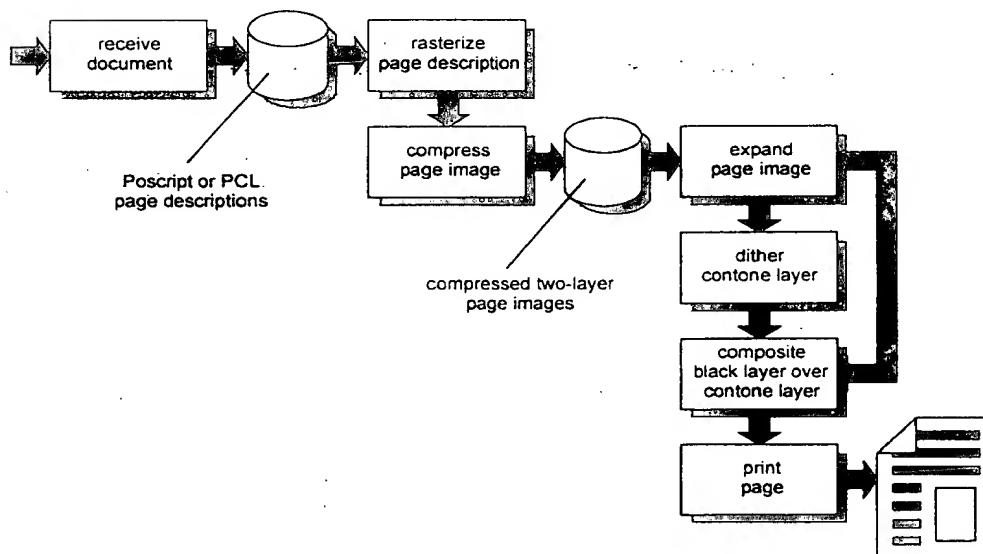 receive
document
rasterize
page description
compress
page image
expand
page image
Poscript or PCL
page descriptions
dither
contone layer
compressed two-layer
page images
composite
black layer over
contone layer
print
page